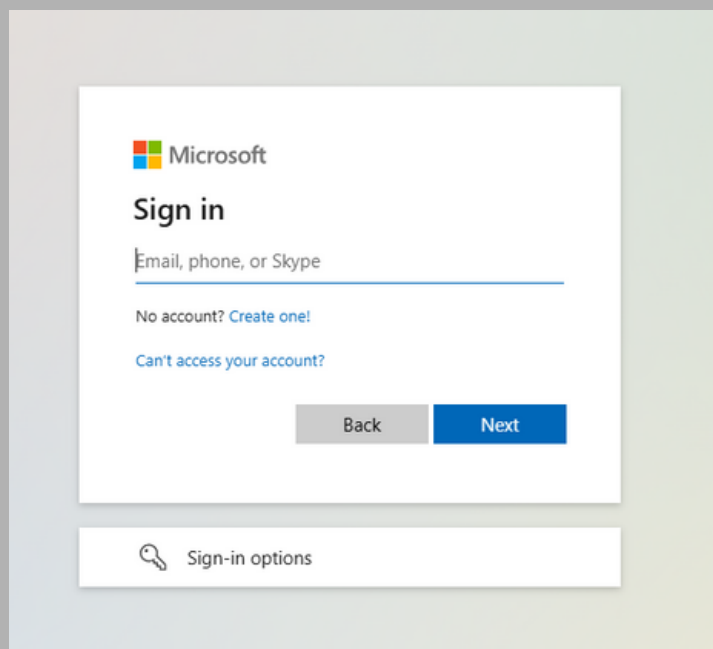 Microsoft
Sign in
Email, phone, or Skype
No account? Create one!
Can't access your account?
Back Next
Sign-in options